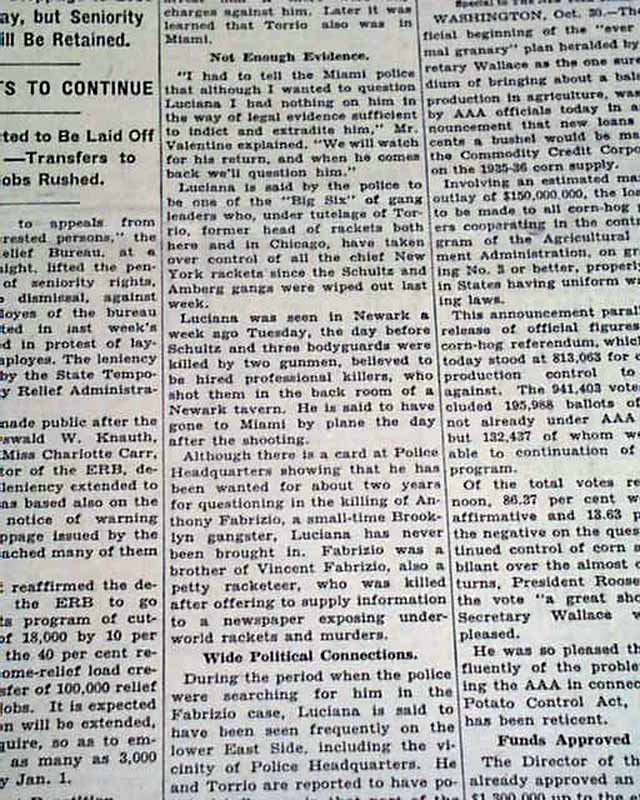 ay, but Seniority
ill Be Retained.
TS TO CONTINUE
cted to Be Laid Off
—Transfers to
obs Rushed.
to appeals from
rested persons," the
elief Bureau, at a
night, lifted the pen-
of seniority rights,
dismissal, against
loyes of the bureau
ted in last week's
ed in protest of lay-
mployes. The leniency
by the State Tempo-
y Relief Administra-
made public after the
swald W. Knauth,
Miss Charlotte Carr,
tor of the ERB, de-
leniency extended to
as based also on the
notice of warning
ppage issued by the
ached many of them
reaffirmed the de-
the ERB to go
ts program of cut-
of 18,000 by 10 per
the 40 per cent re-
ome-relief load cre-
sfer of 100,000 relief
jobs. It is expected
on will be extended,
quire, so as to em-
as many as 3,000
y Jan. 1.
charges against him. Later it was
learned that Torrio also was in
Miami.
Not Enough Evidence.
"I had to tell the Miami police
that although I wanted to question
Luciana I had nothing on him in
the way of legal evidence sufficient
to indict and extradite him," Mr.
Valentine explained. "We will watch
for his return, and when he comes
back we'll question him."
Luciana is said by the police to
be one of the "Big Six" of gang
leaders who, under tutelage of Tor-
rio, former head of rackets both
here and in Chicago, have taken
over control of all the chief New
York rackets since the Schultz and
Amberg gangs were wiped out last
week.
Luciana was seen in Newark a
week ago Tuesday, the day before
Schultz and three bodyguards were
killed by two gunmen, believed to
be hired professional killers, who
shot them in the back room of a
Newark tavern. He is said to have
gone to Miami by plane the day
after the shooting.
Although there is a card at Police
Headquarters showing that he has
been wanted for about two years
for questioning in the killing of An-
thony Fabrizio, a small-time Brook-
lyn gangster, Luciana has never
been brought in. Fabrizio was a
brother of Vincent Fabrizio, also a
petty racketeer, who was killed
after offering to supply information
to a newspaper exposing under-
world rackets and murders.
Wide Political Connections.
During the period when the police
were searching for him in the
Fabrizio case, Luciana is said to
have been seen frequently on the
lower East Side, including the vi-
cinity of Police Headquarters. He
and Torrio are reported to have po-
WASHINGTON, Oct. 30.—The
ficial beginning of the "ever
mal granary" plan heralded by
retary Wallace as the one sure
dium of bringing about a bal
production in agriculture, was
by AAA officials today in a
nouncement that new loans
cents a bushel would be ma
the Commodity Credit Corpo
on the 1935-36 corn supply.
Involving an estimated ma
outlay of $150,000,000, the loa
to be made to all corn-hog p
ers cooperating in the contr
gram of the Agricultural
ment Administration, on gr
ing No. 3 or better, properl
in States having uniform w
ing laws.
This announcement paral
release of official figures
corn-hog referendum, whic
today stood at 813,063 for
production control to
against. The 941,403 vote
cluded 195,988 ballots of
not already under AAA
but 132,437 of whom w
able to continuation of
program.
Of the total votes re
noon, 86.37 per cent w
affirmative and 13.63 p
the negative on the ques
tinued control of corn a
bilant over the almost c
turns, President Roose
the vote "a great sho
Secretary Wallace
pleased.
He was so pleased th
fluently of the proble
ing the AAA in connec
Potato Control Act,
has been reticent.
Funds Approved
The Director of th
already approved an
$1,300,000 up to the e